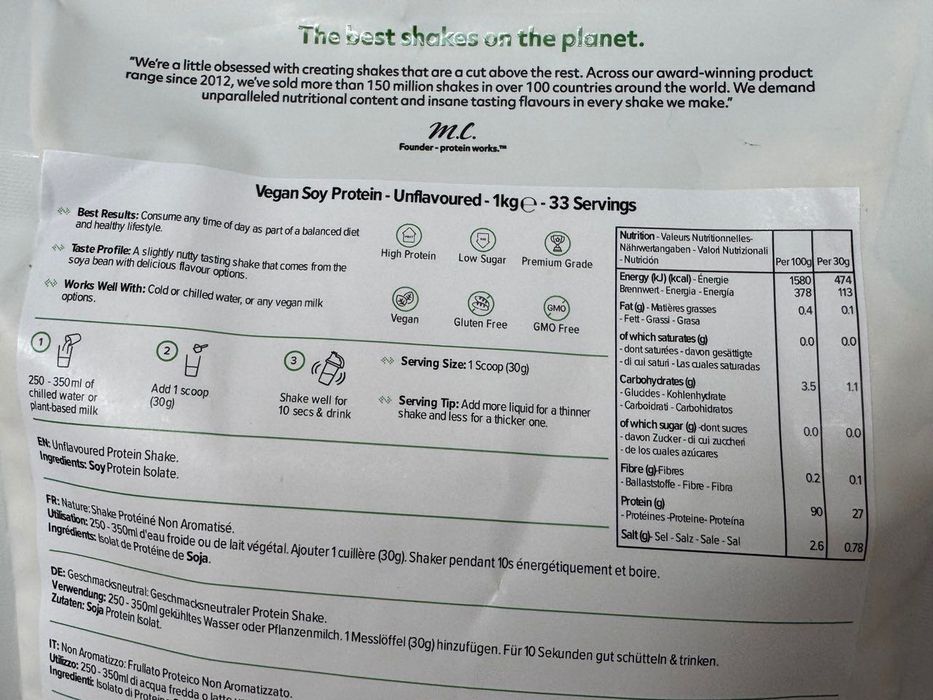 The best shakes on the planet.
"We're a little obsessed with creating shakes that are a cut above the rest. Across our award-winning product
range since 2012, we've sold more than 150 million shakes in over 100 countries around the world. We demand
unparalleled nutritional content and insane tasting flavours in every shake we make."
M.C.
Founder - protein works.™
Vegan Soy Protein - Unflavoured - 1kg℮ - 33 Servings
Best Results: Consume any time of day as part of a balanced diet
and healthy lifestyle.
Taste Profile: A slightly nutty tasting shake that comes from the
soya bean with delicious flavour options.
Works Well With: Cold or chilled water, or any vegan milk
options.
High Protein
Low Sugar
Premium Grade
Vegan
Gluten Free
GMO
GMO Free
1
250 - 350ml of
chilled water or
plant-based milk
2
Add 1 scoop
(30g)
3
Shake well for
10 secs & drink
Serving Size: 1 Scoop (30g)
Serving Tip: Add more liquid for a thinner
shake and less for a thicker one.
Nutrition - Valeurs Nutritionnelles-
Nährwertangaben - Valori Nutrizionali
- Nutrición
Per 100g Per 30g
Energy (kJ) (kcal) - Énergie 1580 474
Brennwert - Energia - Energía 378 113
Fat (g) - Matières grasses 0.4 0.1
- Fett - Grassi - Grasa
of which saturates (g) 0.0 0.0
- dont saturées - davon gesättigte
- di cui saturi - Las cuales saturadas
Carbohydrates (g) 3.5 1.1
- Glucides - Kohlenhydrate
- Carboidrati - Carbohidratos
of which sugar (g) -dont sucres 0.0 0.0
- davon Zucker - di cui zuccheri
- de los cuales azúcares
Fibre (g)-Fibres 0.2 0.1
- Ballaststoffe - Fibre - Fibra
Protein (g) 90 27
- Protéines -Proteine- Proteína
Salt (g)- Sel - Salz - Sale - Sal 2.6 0.78
EN: Unflavoured Protein Shake.
Ingredients: Soy Protein Isolate.
FR: Nature: Shake Protéiné Non Aromatisé.
Utilisation: 250 - 350ml d'eau froide ou de lait végétal. Ajouter 1 cuillère (30g). Shaker pendant 10s énergétiquement et boire.
Ingrédients: Isolat de Protéine de Soja.
DE: Geschmacksneutral: Geschmacksneutraler Protein Shake.
Verwendung: 250 - 350ml gekühltes Wasser oder Pflanzenmilch. 1 Messlöffel (30g) hinzufügen. Für 10 Sekunden gut schütteln & trinken.
Zutaten: Soja Protein Isolat.
IT: Non Aromatizzo: Frullato Proteico Non Aromatizzato.
Utilizzo: 250 - 350ml di acqua fredda o latte
Ingredienti: Isolato di